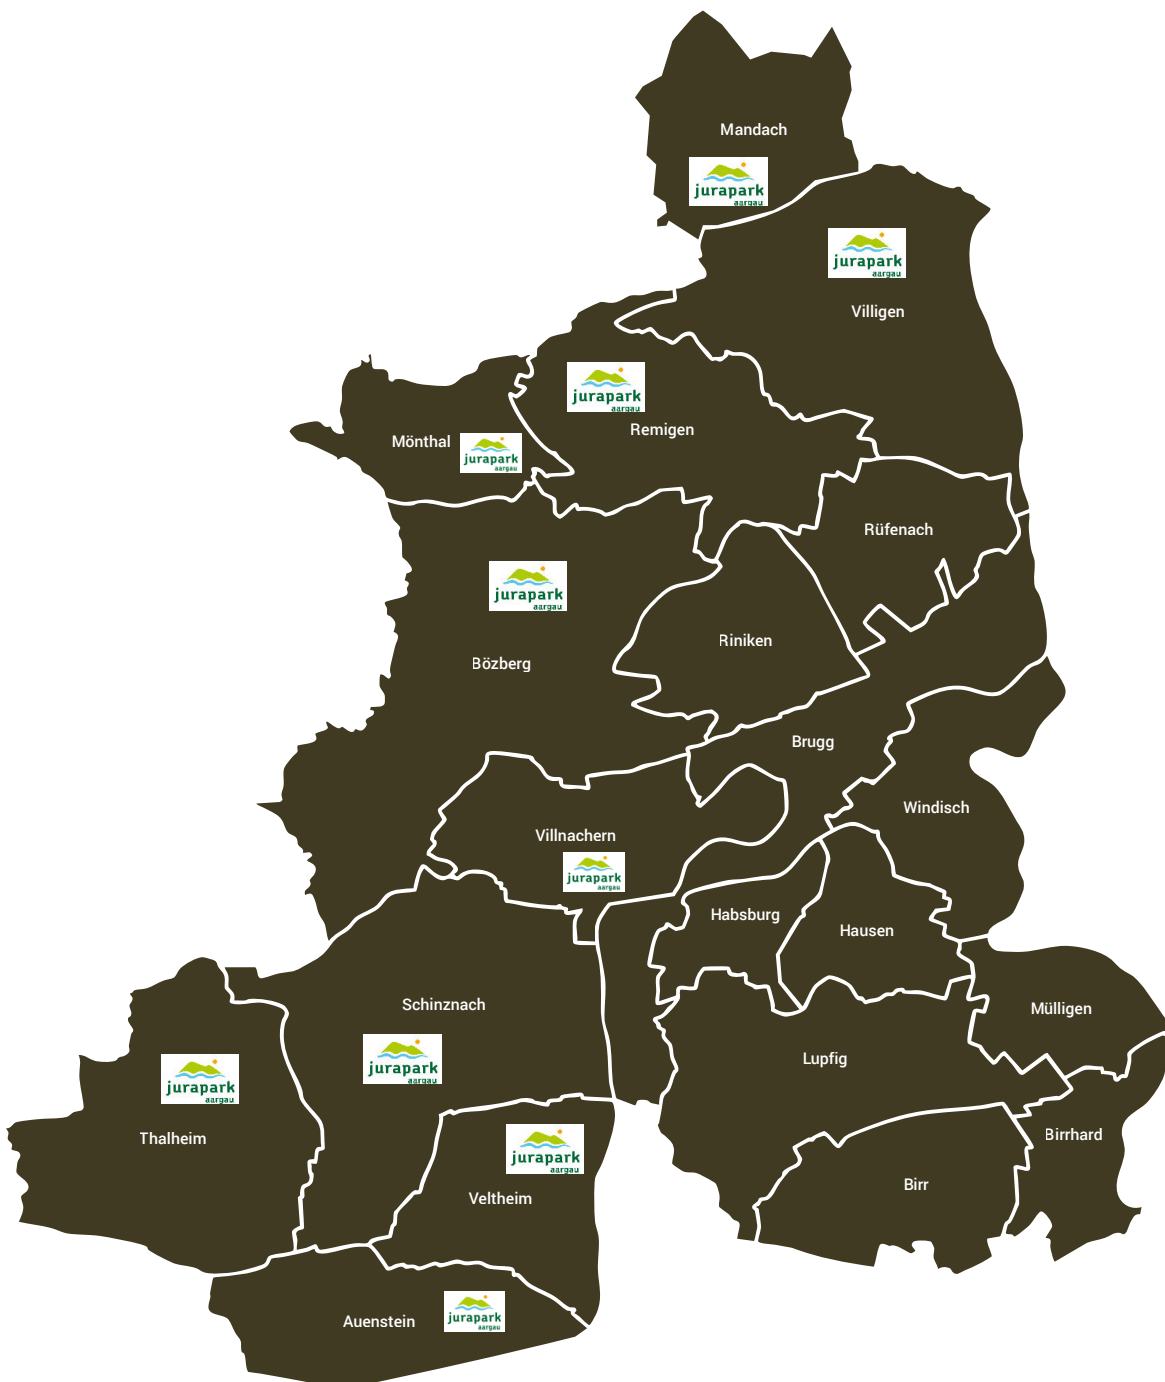 Mandach
jurapark
aargau
jurapark
aargau
Villigen
jurapark
aargau
Remigen
Mönthal
jurapark
aargau
Rüfenach
jurapark
aargau
Riniken
Bözberg
Brugg
Windisch
Villnachern
jurapark
aargau
Habsburg
Hausen
Schinznach
jurapark
aargau
Mülligen
Lupfig
jurapark
aargau
Thalheim
Birrhard
jurapark
aargau
Veltheim
Birr
Auenstein
jurapark
aargau